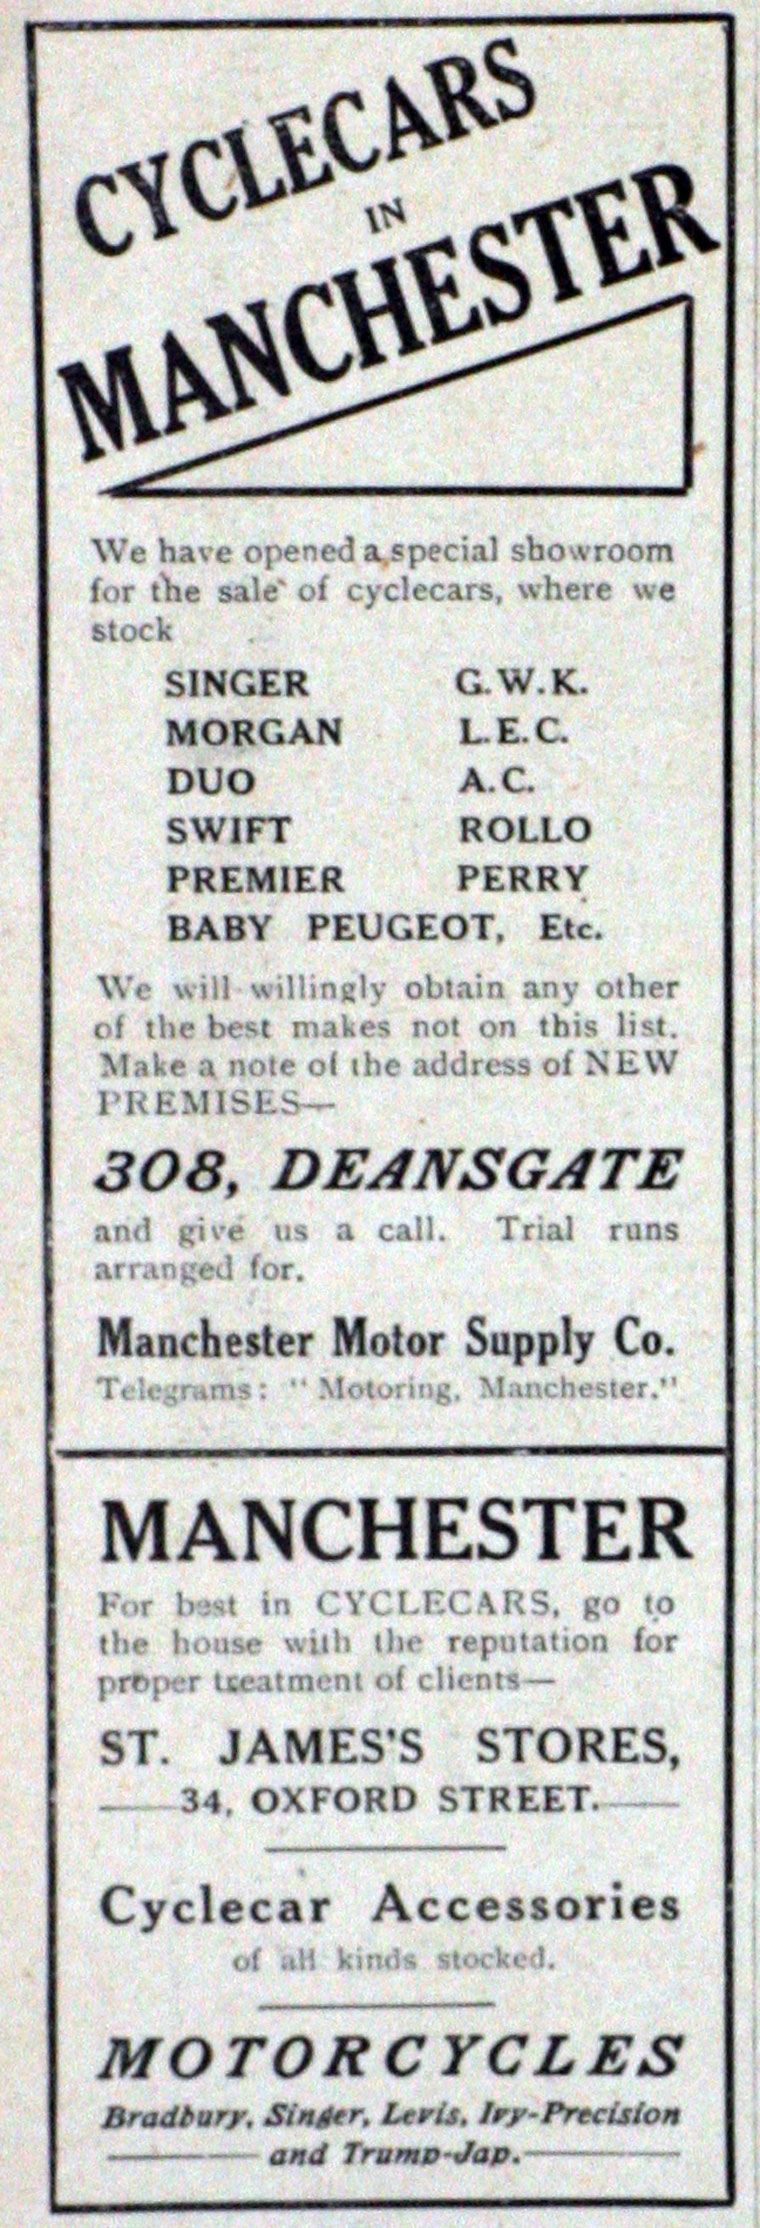 CYCLECARS
IN
MANCHESTER
We have opened a special showroom
for the sale of cyclecars, where we
stock
SINGER G.W.K.
MORGAN L.E.C.
DUO A.C.
SWIFT ROLLO
PREMIER PERRY
BABY PEUGEOT, Etc.
We will willingly obtain any other
of the best makes not on this list.
Make a note of the address of NEW
PREMISES—
308, DEANSGATE
and give us a call. Trial runs
arranged for.
Manchester Motor Supply Co.
Telegrams: "Motoring, Manchester."
MANCHESTER
For best in CYCLECARS, go to
the house with the reputation for
proper treatment of clients—
ST. JAMES'S STORES,
34, OXFORD STREET.
Cyclecar Accessories
of all kinds stocked.
MOTORCYCLES
Bradbury, Singer, Levis, Ivy-Precision
and Trump-Jap.